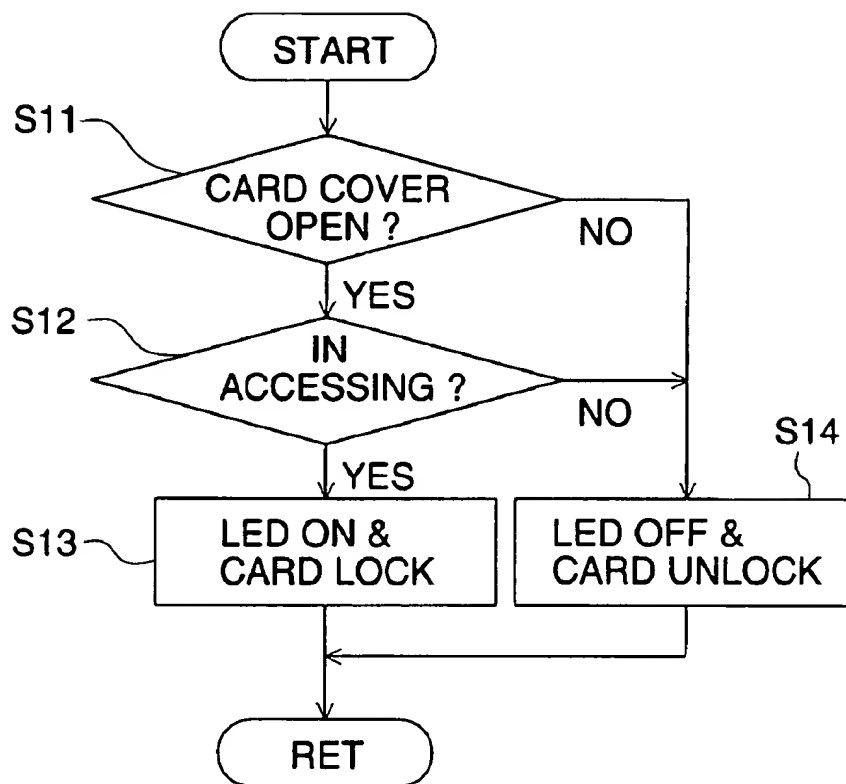 START
S11
CARD COVER
OPEN ?
NO
YES
S12
IN
ACCESSING ?
NO
YES
S14
S13
LED ON &
CARD LOCK
LED OFF &
CARD UNLOCK
RET